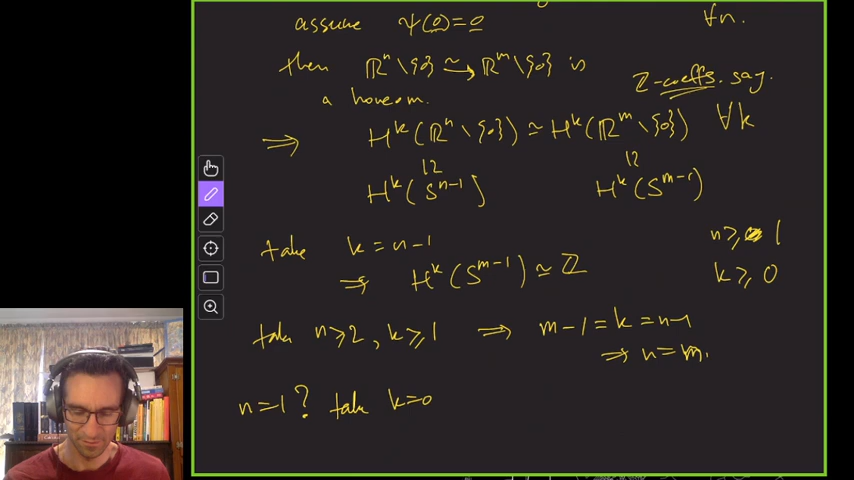 assume ψ(0)=0 ∀n.
then ℝⁿ \ {0} ≃→ ℝᵐ \ {0} is
a homeom. ℤ-coeffs. say.
⟹ Hᵏ(ℝⁿ \ {0}) ≃ Hᵏ(ℝᵐ \ {0}) ∀k
Hᵏ(Sⁿ⁻¹) Hᵏ(Sᵐ⁻¹)
take k = n-1 n ≥ 1
⟹ Hᵏ(Sᵐ⁻¹) ≃ ℤ k ≥ 0
take n ≥ 2, k ≥ 1 ⟹ m-1 = k = n-1
⟹ n = m.
n=1? take k=0